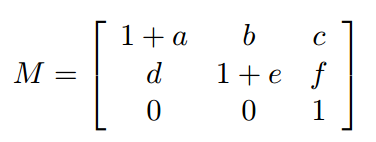 1 + a b c
M = d 1 + e f
0 0 1